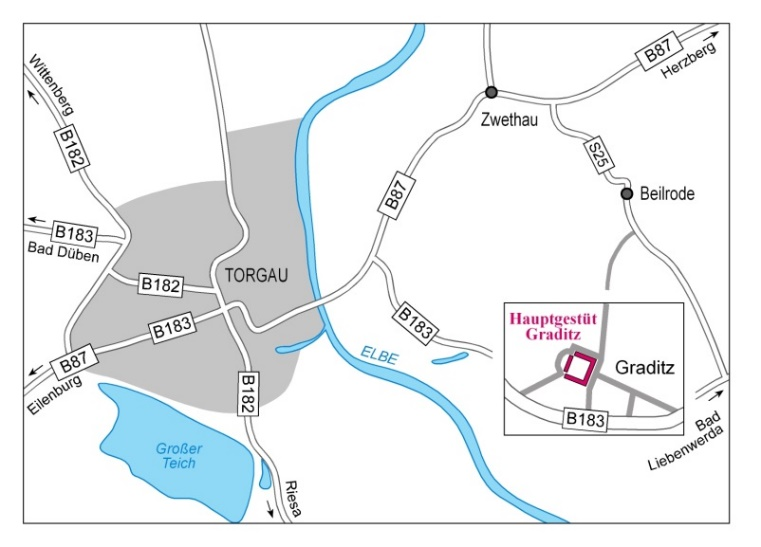 B87
Herzberg
Wittenberg
B182
Zwethau
S25
Beilrode
B87
B183
Bad Düben
B182
TORGAU
B183
B183
Hauptgestüt
Graditz
Graditz
B87
Eilenburg
ELBE
B182
B183
Bad
Liebenwerda
Großer
Teich
Riesa